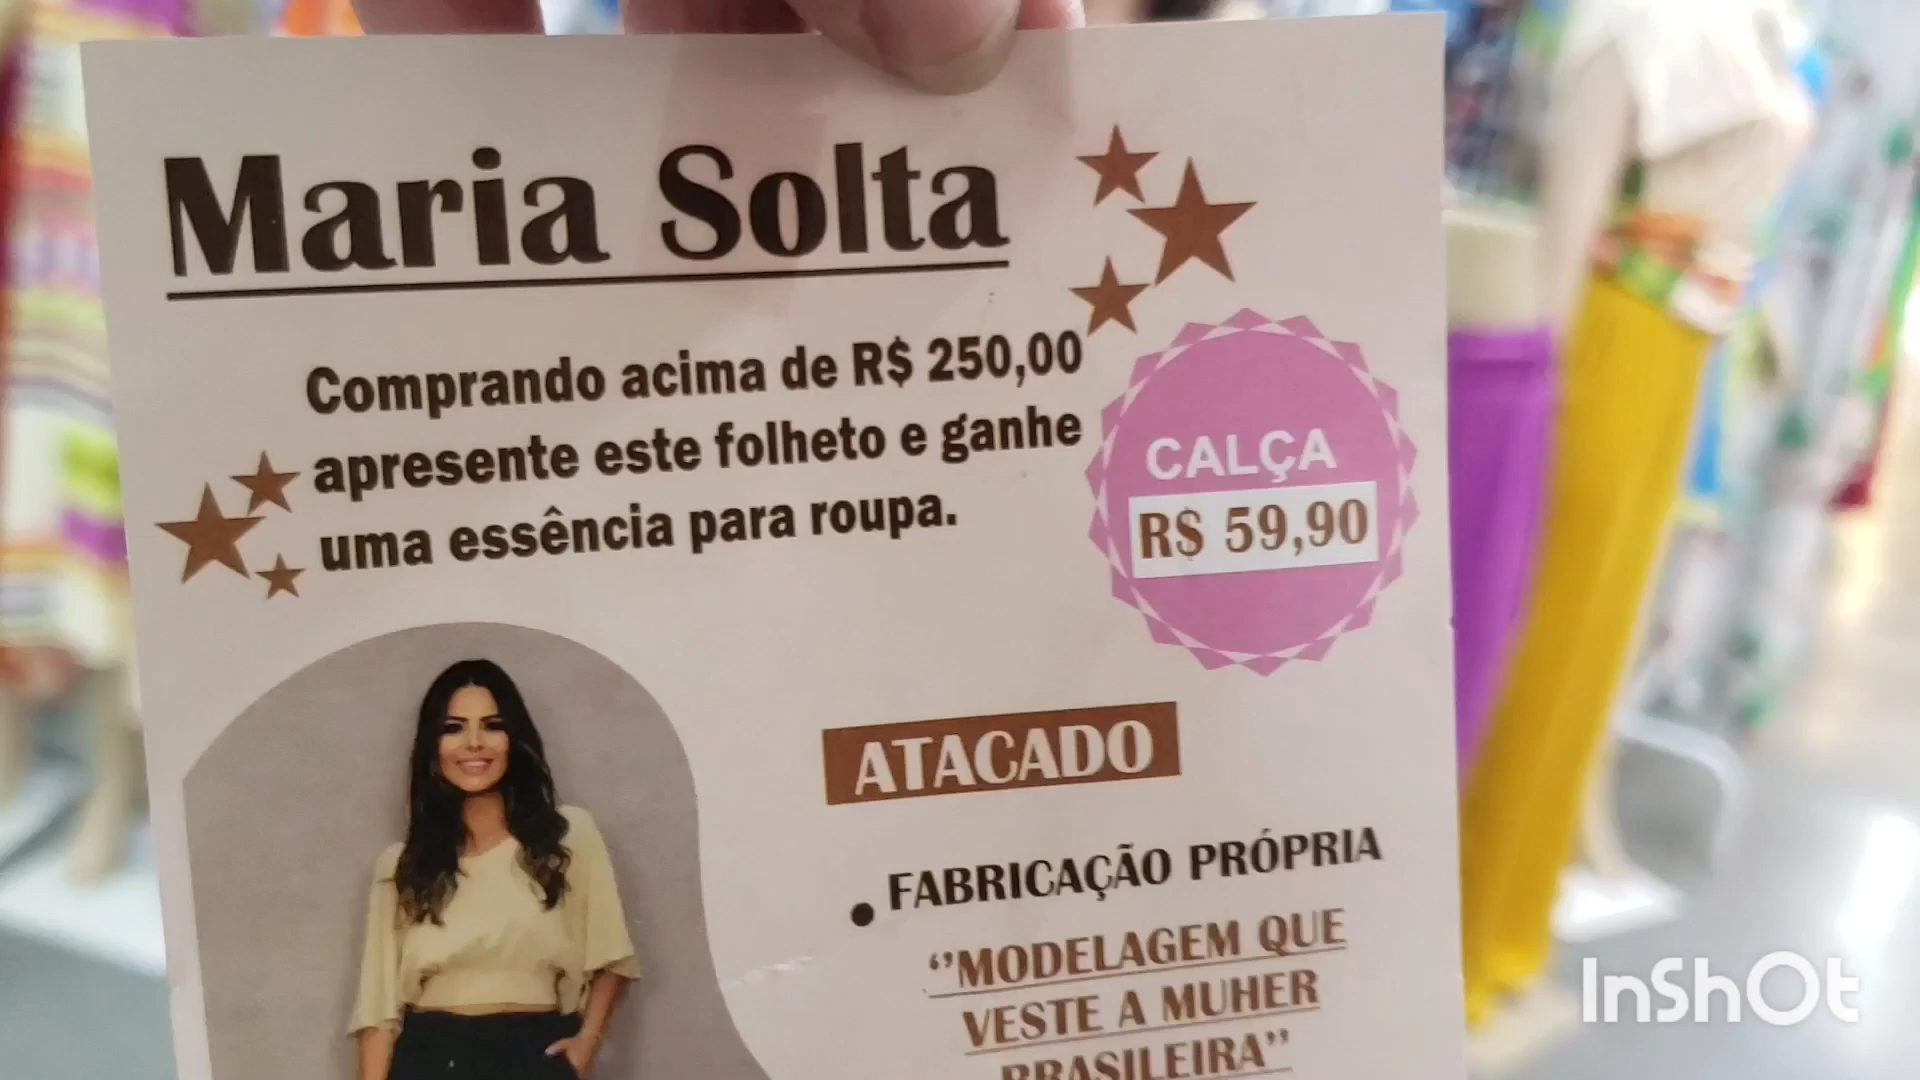 Maria Solta
Comprando acima de R$ 250,00
apresente este folheto e ganhe
uma essência para roupa.
CALÇA
R$ 59,90
ATACADO
• FABRICAÇÃO PRÓPRIA
‘’MODELAGEM QUE
VESTE A MUHER
BRASILEIRA’’
InShOt